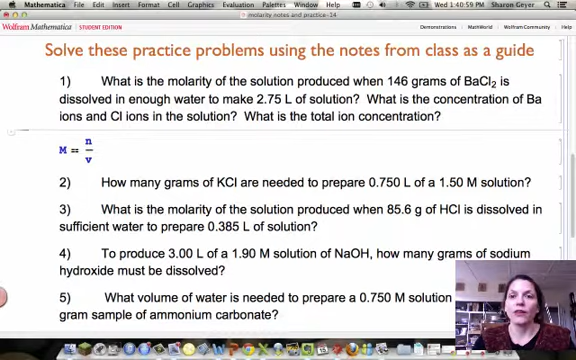 Mathematica File Edit Insert Format Cell Graphics Evaluation Palettes Window Help Wed 1:40:59 PM Sharon Geyer
molarity notes and practice-14
Wolfram Mathematica | STUDENT EDITION Demonstrations | MathWorld | Wolfram Community | Help
Solve these practice problems using the notes from class as a guide
1) What is the molarity of the solution produced when 146 grams of BaCl₂ is
dissolved in enough water to make 2.75 L of solution? What is the concentration of Ba
ions and Cl ions in the solution? What is the total ion concentration?
M == n/v
2) How many grams of KCl are needed to prepare 0.750 L of a 1.50 M solution?
3) What is the molarity of the solution produced when 85.6 g of HCl is dissolved in
sufficient water to prepare 0.385 L of solution?
4) To produce 3.00 L of a 1.90 M solution of NaOH, how many grams of sodium
hydroxide must be dissolved?
5) What volume of water is needed to prepare a 0.750 M solution
gram sample of ammonium carbonate?